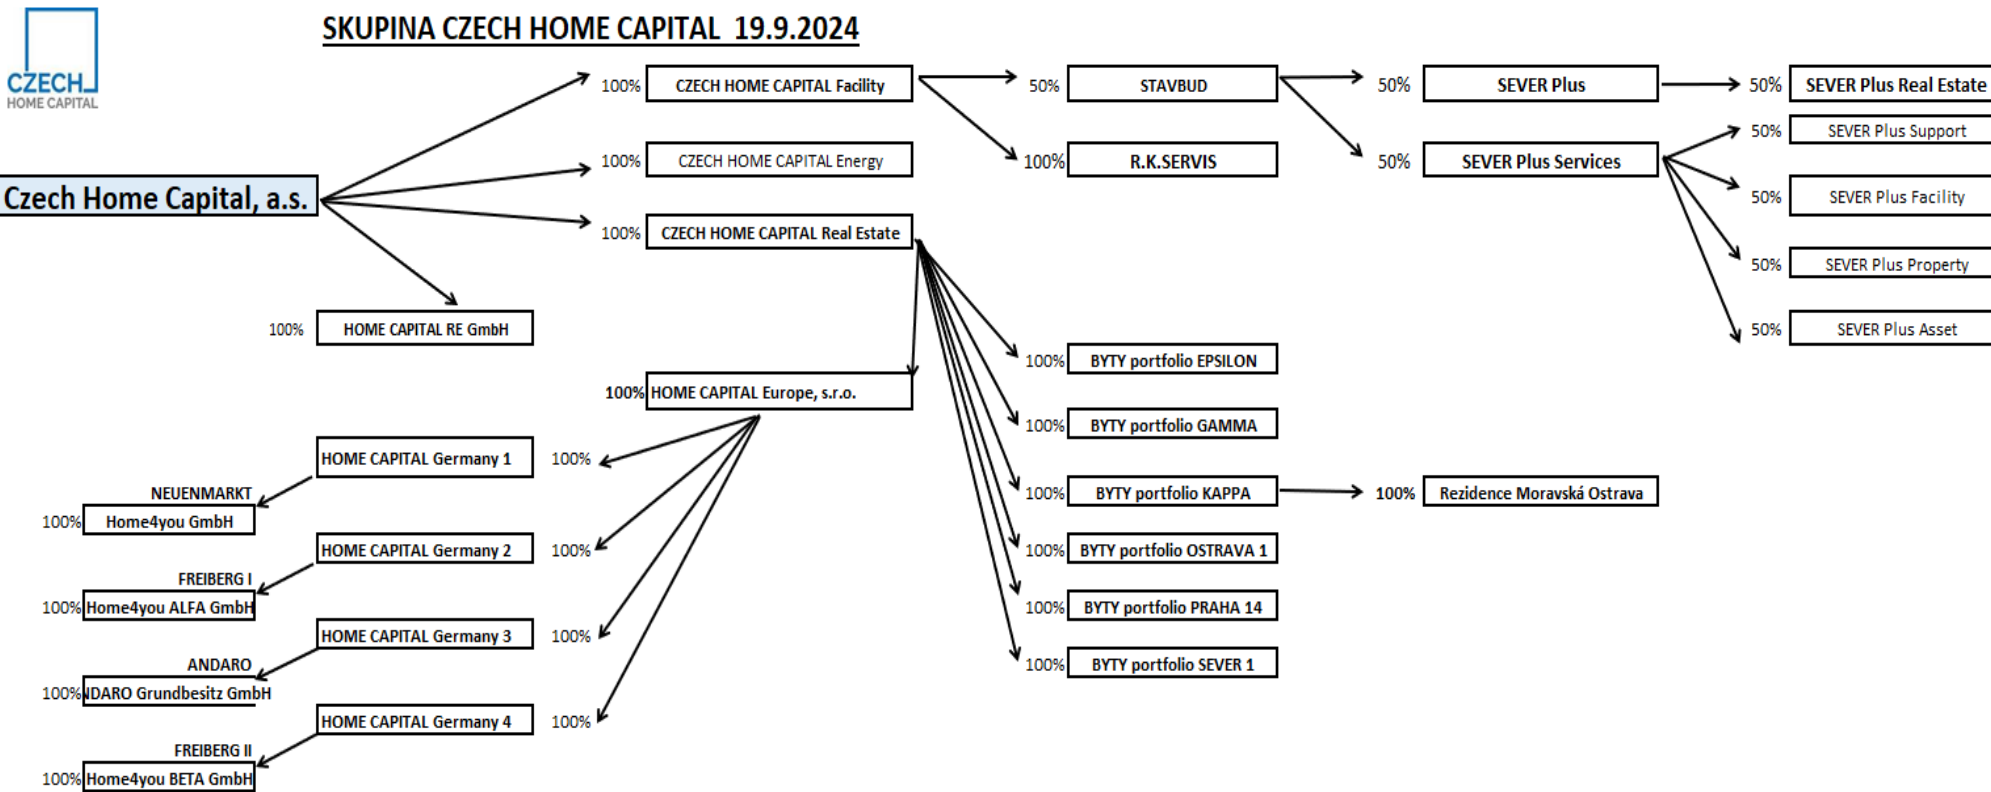 SKUPINA CZECH HOME CAPITAL 19.9.2024
CZECH
HOME CAPITAL
100% CZECH HOME CAPITAL Facility 50% STAVBUD 50% SEVER Plus 50% SEVER Plus Real Estate
50% SEVER Plus Support
100% CZECH HOME CAPITAL Energy 100% R.K.SERVIS 50% SEVER Plus Services
Czech Home Capital, a.s. 50% SEVER Plus Facility
100% CZECH HOME CAPITAL Real Estate
50% SEVER Plus Property
100% HOME CAPITAL RE GmbH 50% SEVER Plus Asset
100% BYTY portfolio EPSILON
100% HOME CAPITAL Europe, s.r.o.
100% BYTY portfolio GAMMA
HOME CAPITAL Germany 1 100%
NEUENMARKT 100% BYTY portfolio KAPPA 100% Rezidence Moravská Ostrava
100% Home4you GmbH
HOME CAPITAL Germany 2 100% 100% BYTY portfolio OSTRAVA 1
FREIBERG I
100% Home4you ALFA GmbH 100% BYTY portfolio PRAHA 14
HOME CAPITAL Germany 3 100%
ANDARO 100% BYTY portfolio SEVER 1
100% NDARO Grundbesitz GmbH
HOME CAPITAL Germany 4 100%
FREIBERG II
100% Home4you BETA GmbH